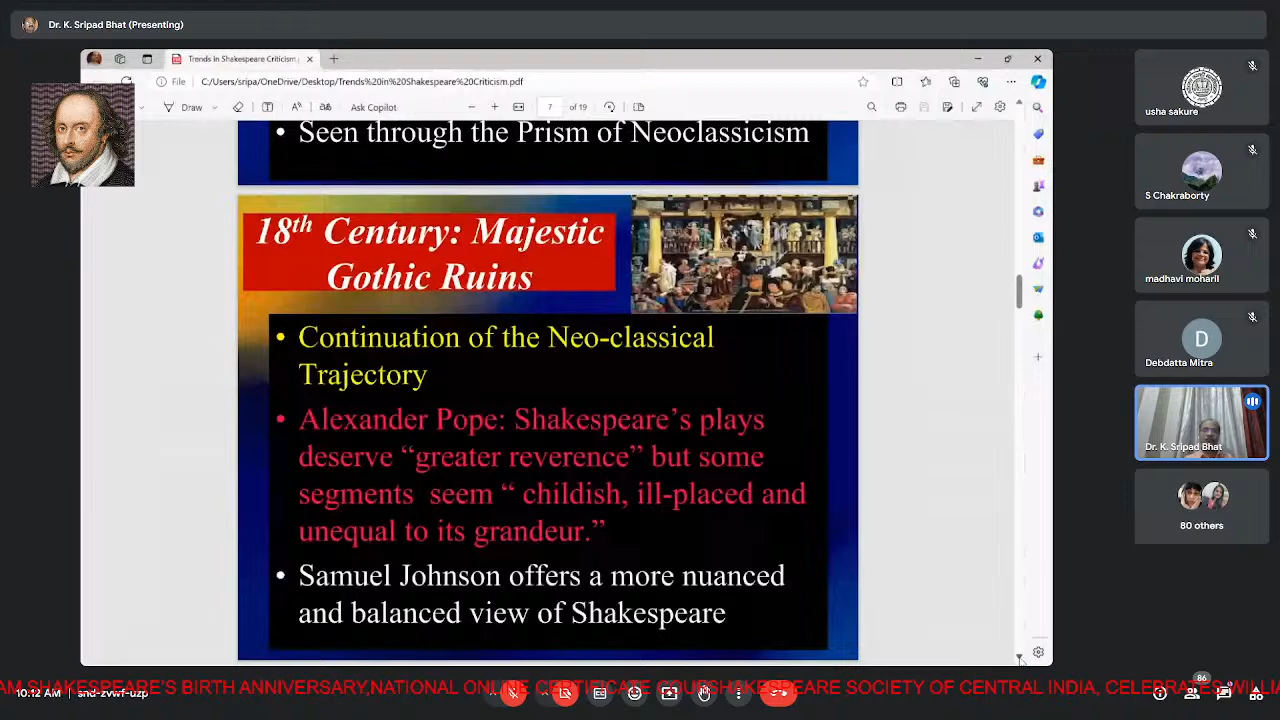 Dr. K. Sripad Bhat (Presenting)
Trends in Shakespeare Criticism
File
C:/Users/sripa/OneDrive/Desktop/Trends%20in%20Shakespeare%20Criticism.pdf
Draw
Ask Copilot
7 of 19
• Seen through the Prism of Neoclassicism
18th Century: Majestic
Gothic Ruins
• Continuation of the Neo-classical
Trajectory
• Alexander Pope: Shakespeare's plays
deserve “greater reverence” but some
segments seem “ childish, ill-placed and
unequal to its grandeur.”
• Samuel Johnson offers a more nuanced
and balanced view of Shakespeare
usha sakure
S Chakraborty
madhavi moharil
D
Debdatta Mitra
Dr. K. Sripad Bhat
80 others
86
AM SHAKESPEARE'S BIRTH ANNIVERSARY,NATIONAL ONLINE CERTIFICATE SHAKESPEARE SOCIETY OF CENTRAL INDIA, CELEBRATES WILLIA
10:12 AM
snd-zvwf-uzp